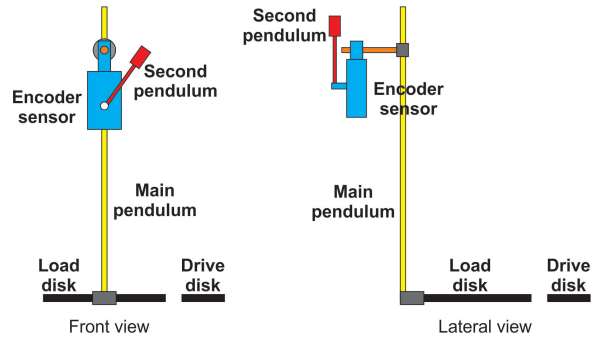 Second
pendulum
Encoder
sensor
Main
pendulum
Load
disk
Drive
disk
Front view
Second
pendulum
Encoder
sensor
Main
pendulum
Load
disk
Drive
disk
Lateral view